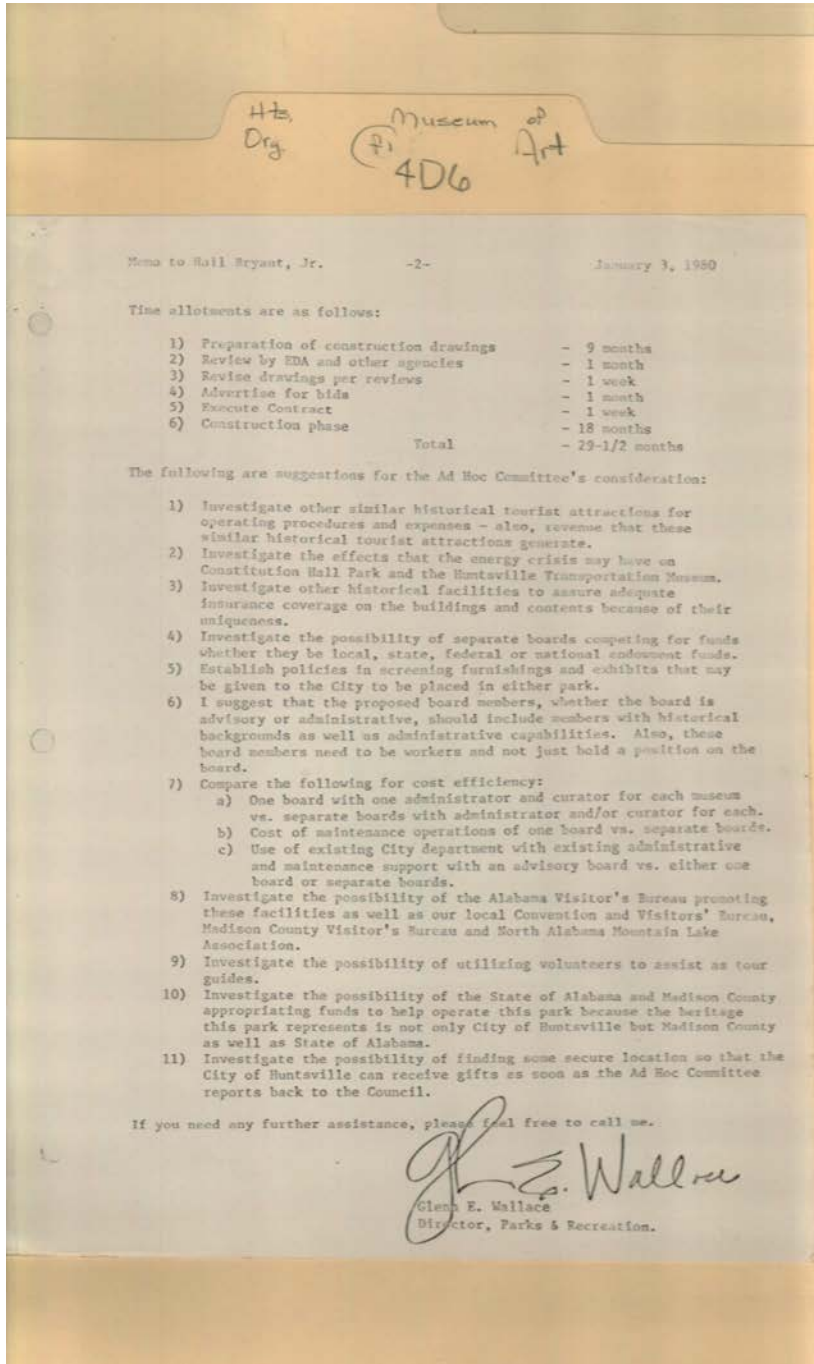 Hts. Museum of
Org (P) Art
4D6
Memo to Hall Bryant, Jr. -2- January 3, 1980
Time allotments are as follows:
1) Preparation of construction drawings - 9 months
2) Review by EDA and other agencies - 1 month
3) Revise drawings per reviews - 1 week
4) Advertise for bids - 1 month
5) Execute Contract - 1 week
6) Construction phase - 18 months
Total - 29-1/2 months
The following are suggestions for the Ad Hoc Committee's consideration:
1) Investigate other similar historical tourist attractions for
operating procedures and expenses - also, revenue that these
similar historical tourist attractions generate.
2) Investigate the effects that the energy crisis may have on
Constitution Hall Park and the Huntsville Transportation Museum.
3) Investigate other historical facilities to assure adequate
insurance coverage on the buildings and contents because of their
uniqueness.
4) Investigate the possibility of separate boards competing for funds
whether they be local, state, federal or national endowment funds.
5) Establish policies in screening furnishings and exhibits that may
be given to the City to be placed in either park.
6) I suggest that the proposed board members, whether the board is
advisory or administrative, should include members with historical
backgrounds as well as administrative capabilities. Also, these
board members need to be workers and not just hold a position on the
board.
7) Compare the following for cost efficiency:
a) One board with one administrator and curator for each museum
vs. separate boards with administrator and/or curator for each.
b) Cost of maintenance operations of one board vs. separate boards.
c) Use of existing City department with existing administrative
and maintenance support with an advisory board vs. either one
board or separate boards.
8) Investigate the possibility of the Alabama Visitor's Bureau promoting
these facilities as well as our local Convention and Visitors' Bureau,
Madison County Visitor's Bureau and North Alabama Mountain Lake
Association.
9) Investigate the possibility of utilizing volunteers to assist as tour
guides.
10) Investigate the possibility of the State of Alabama and Madison County
appropriating funds to help operate this park because the heritage
this park represents is not only City of Huntsville but Madison County
as well as State of Alabama.
11) Investigate the possibility of finding some secure location so that the
City of Huntsville can receive gifts as soon as the Ad Hoc Committee
reports back to the Council.
If you need any further assistance, please feel free to call me.
Glenn E. Wallace
Glenn E. Wallace
Director, Parks & Recreation.